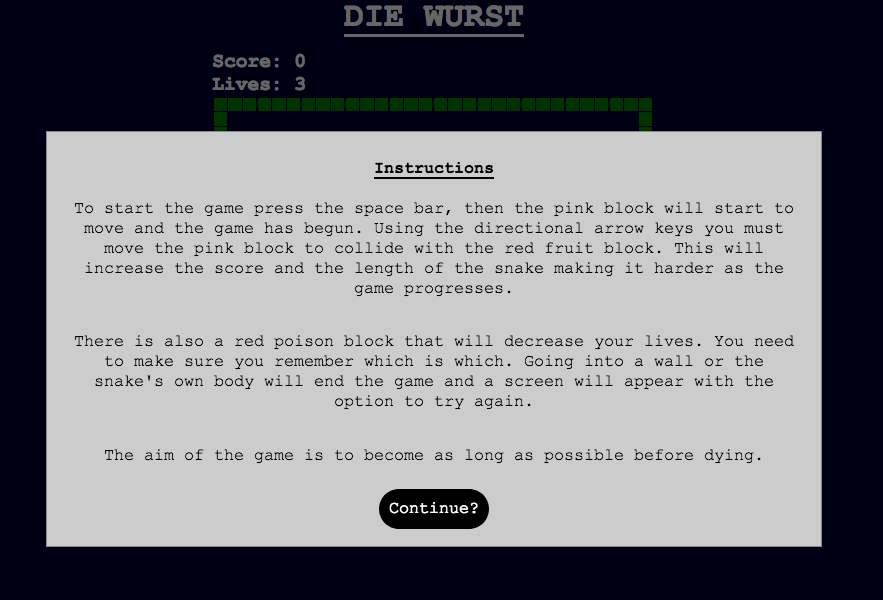 DIE WURST
Score: 0
Lives: 3
Instructions
To start the game press the space bar, then the pink block will start to
move and the game has begun. Using the directional arrow keys you must
move the pink block to collide with the red fruit block. This will
increase the score and the length of the snake making it harder as the
game progresses.
There is also a red poison block that will decrease your lives. You need
to make sure you remember which is which. Going into a wall or the
snake's own body will end the game and a screen will appear with the
option to try again.
The aim of the game is to become as long as possible before dying.
Continue?